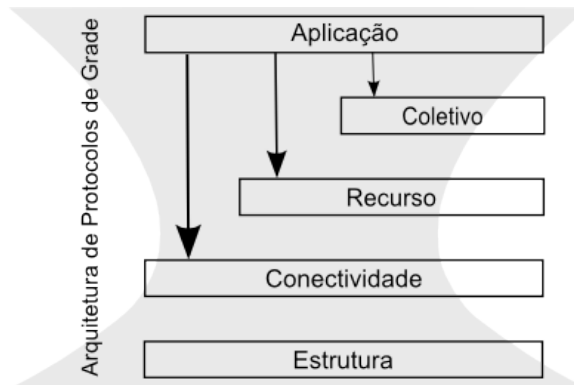 Arquitetura de Protocolos de Grade
Aplicação
Coletivo
Recurso
Conectividade
Estrutura